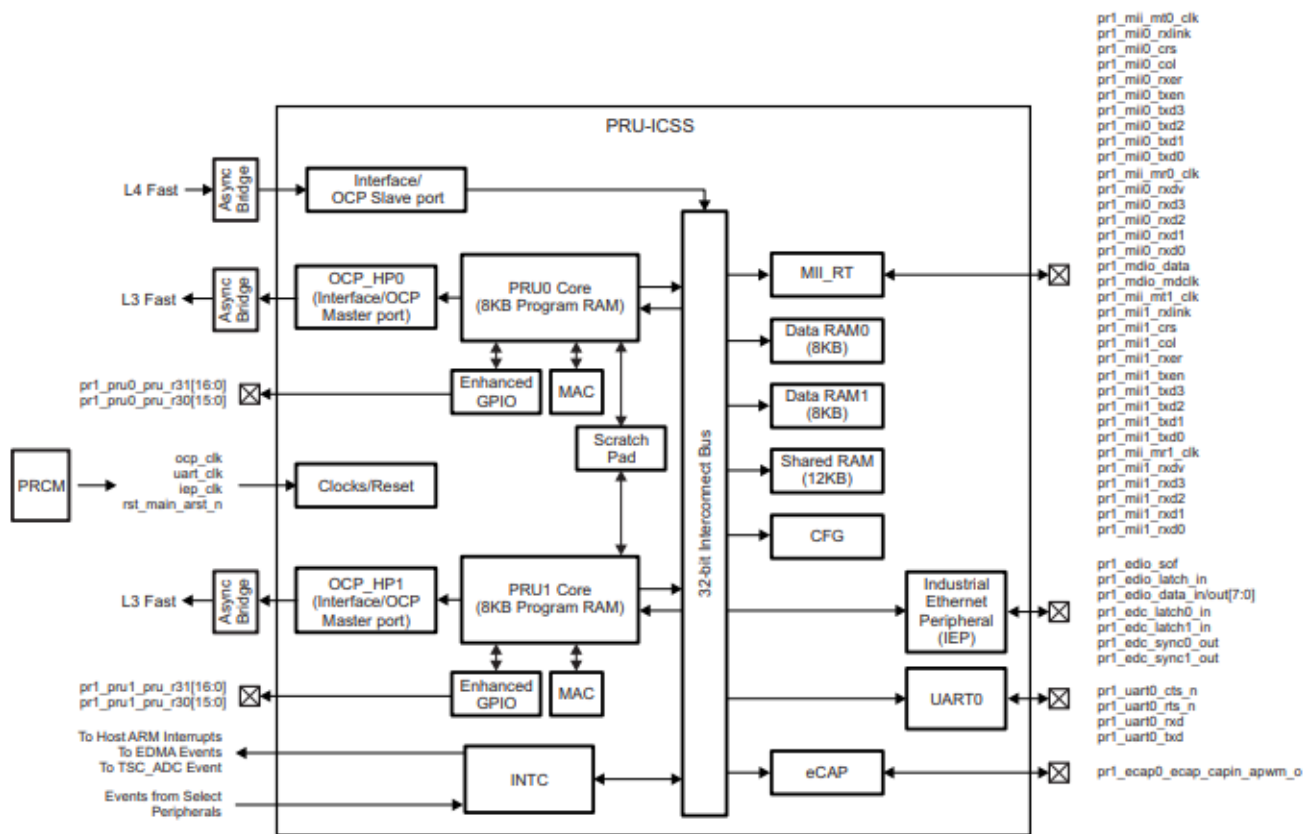 PRU-ICSS
L4 Fast
Async
Bridge
Interface/
OCP Slave port
L3 Fast
Async
Bridge
OCP_HP0
(Interface/OCP
Master port)
PRU0 Core
(8KB Program RAM)
pr1_pru0_pru_r31[16:0]
pr1_pru0_pru_r30[15:0]
Enhanced
GPIO
MAC
Scratch
Pad
PRCM
ocp_clk
uart_clk
iep_clk
rst_main_arst_n
Clocks/Reset
L3 Fast
Async
Bridge
OCP_HP1
(Interface/OCP
Master port)
PRU1 Core
(8KB Program RAM)
pr1_pru1_pru_r31[16:0]
pr1_pru1_pru_r30[15:0]
Enhanced
GPIO
MAC
To Host ARM Interrupts
To EDMA Events
To TSC_ADC Event
Events from Select
Peripherals
INTC
32-bit Interconnect Bus
MII_RT
Data RAM0
(8KB)
Data RAM1
(8KB)
Shared RAM
(12KB)
CFG
Industrial
Ethernet
Peripheral
(IEP)
UART0
eCAP
pr1_mii_mt0_clk
pr1_mii0_rxlink
pr1_mii0_crs
pr1_mii0_col
pr1_mii0_rxer
pr1_mii0_txen
pr1_mii0_txd3
pr1_mii0_txd2
pr1_mii0_txd1
pr1_mii0_txd0
pr1_mii_mr0_clk
pr1_mii0_rxdv
pr1_mii0_rxd3
pr1_mii0_rxd2
pr1_mii0_rxd1
pr1_mii0_rxd0
pr1_mdio_data
pr1_mdio_mdclk
pr1_mii_mt1_clk
pr1_mii1_rxlink
pr1_mii1_crs
pr1_mii1_col
pr1_mii1_rxer
pr1_mii1_txen
pr1_mii1_txd3
pr1_mii1_txd2
pr1_mii1_txd1
pr1_mii1_txd0
pr1_mii_mr1_clk
pr1_mii1_rxdv
pr1_mii1_rxd3
pr1_mii1_rxd2
pr1_mii1_rxd1
pr1_mii1_rxd0
pr1_edio_sof
pr1_edio_latch_in
pr1_edio_data_in/out[7:0]
pr1_edc_latch0_in
pr1_edc_latch1_in
pr1_edc_sync0_out
pr1_edc_sync1_out
pr1_uart0_cts_n
pr1_uart0_rts_n
pr1_uart0_rxd
pr1_uart0_txd
pr1_ecap0_ecap_capin_apwm_o